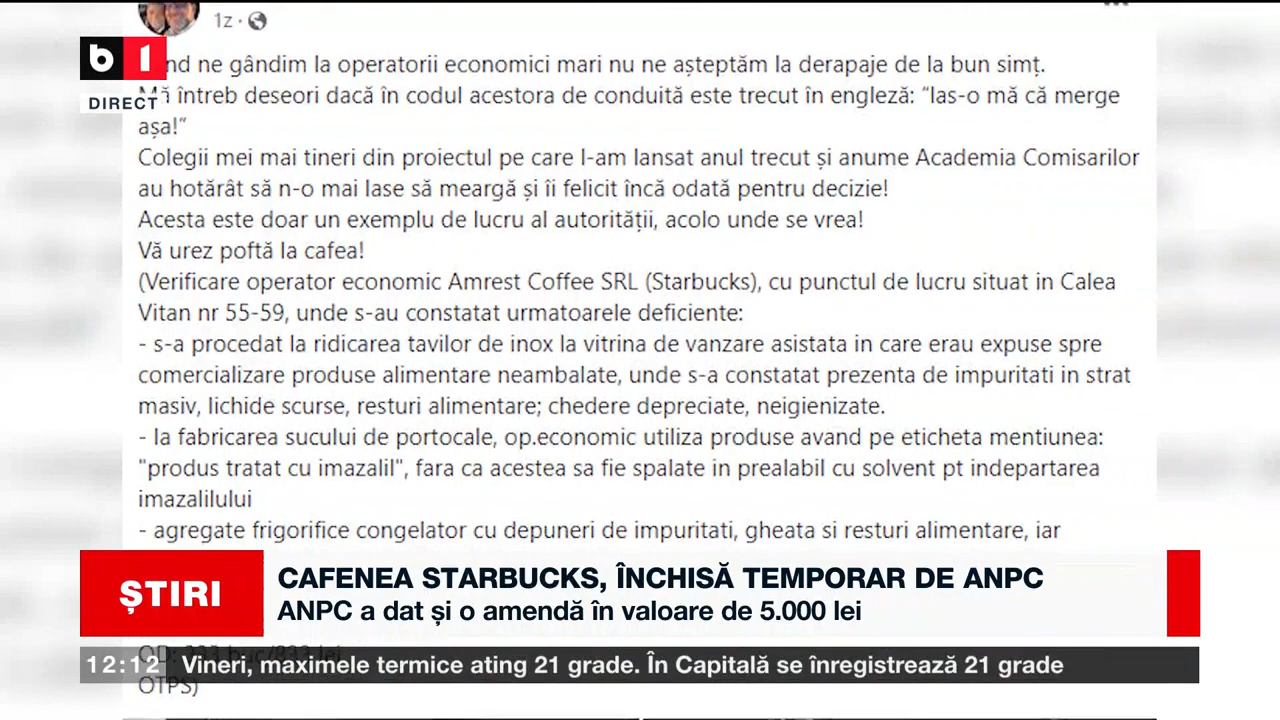 1z ·
b1
DIRECT
nd ne gândim la operatorii economici mari nu ne așteptăm la derapaje de la bun simț.
Mă întreb deseori dacă în codul acestora de conduită este trecut în engleză: “las-o mă că merge
așa!”
Colegii mei mai tineri din proiectul pe care l-am lansat anul trecut și anume Academia Comisarilor
au hotărât să n-o mai lase să meargă și îi felicit încă odată pentru decizie!
Acesta este doar un exemplu de lucru al autorității, acolo unde se vrea!
Vă urez poftă la cafea!
(Verificare operator economic Amrest Coffee SRL (Starbucks), cu punctul de lucru situat in Calea
Vitan nr 55-59, unde s-au constatat urmatoarele deficiente:
- s-a procedat la ridicarea tavilor de inox la vitrina de vanzare asistata in care erau expuse spre
comercializare produse alimentare neambalate, unde s-a constatat prezenta de impuritati in strat
masiv, lichide scurse, resturi alimentare; chedere depreciate, neigienizate.
- la fabricarea sucului de portocale, op.economic utiliza produse avand pe eticheta mentiunea:
"produs tratat cu imazalil", fara ca acestea sa fie spalate in prealabil cu solvent pt indepartarea
imazalilului
- agregate frigorifice congelator cu depuneri de impuritati, gheata si resturi alimentare, iar
ȘTIRI
CAFENEA STARBUCKS, ÎNCHISĂ TEMPORAR DE ANPC
ANPC a dat și o amendă în valoare de 5.000 lei
OD: 233 buc/833 lei
12:12 Vineri, maximele termice ating 21 grade. În Capitală se înregistrează 21 grade
OTPS)